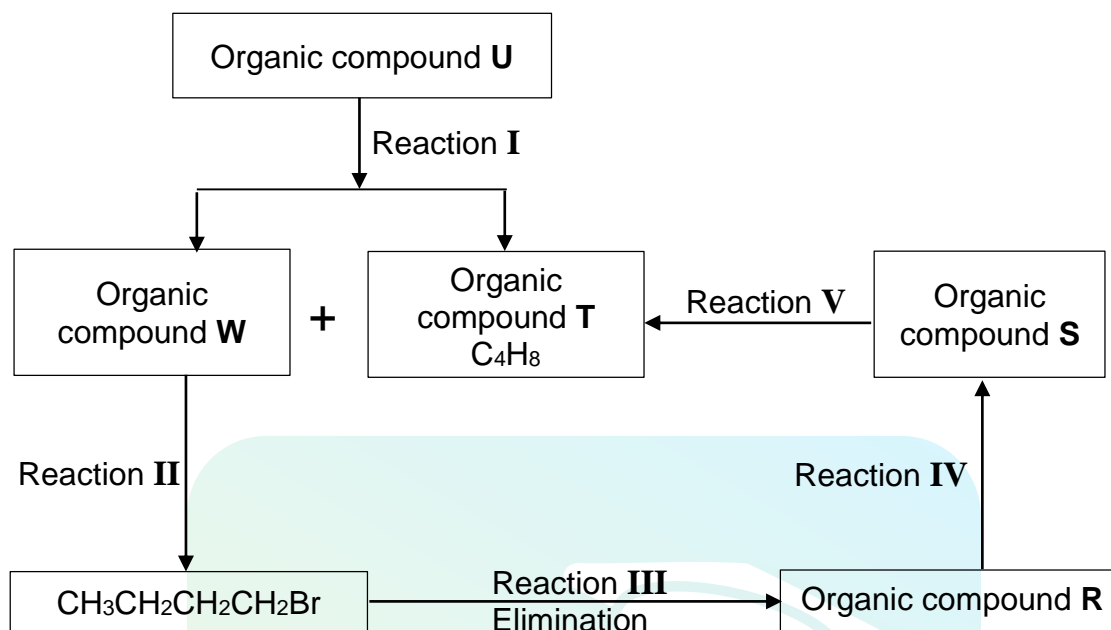 Organic compound U
Reaction I
Organic
compound W
+
Organic
compound T
C₄H₈
Reaction V
Organic
compound S
Reaction II
Reaction IV
CH₃CH₂CH₂CH₂Br
Reaction III
Elimination
Organic compound R